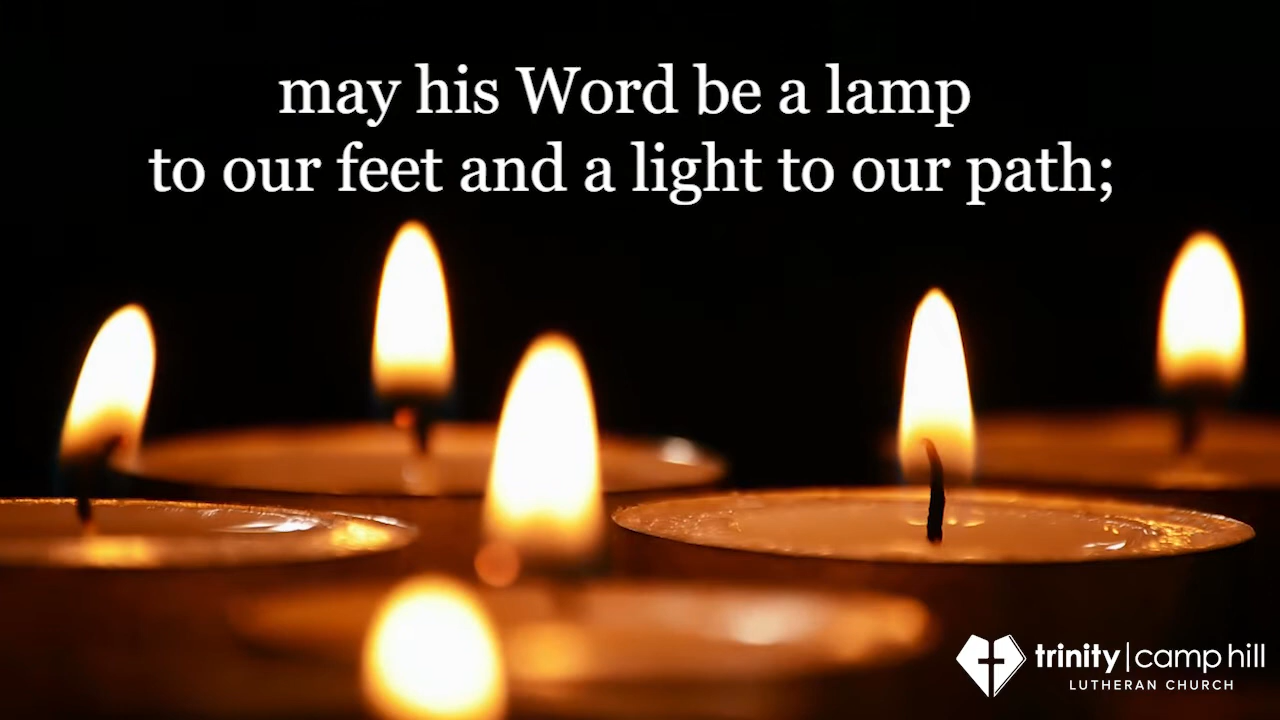 may his Word be a lamp
to our feet and a light to our path;
trinity | camp hill
LUTHERAN CHURCH